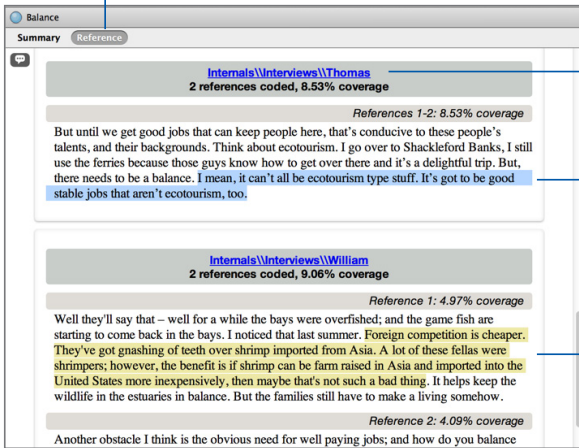 Balance
Summary Reference
Internals\\Interviews\\Thomas
2 references coded, 8.53% coverage
References 1-2: 8.53% coverage
But until we get good jobs that can keep people here, that's conducive to these people's
talents, and their backgrounds. Think about ecotourism. I go over to Shackleford Banks, I still
use the ferries because those guys know how to get over there and it's a delightful trip. But,
there needs to be a balance. I mean, it can't all be ecotourism type stuff. It's got to be good
stable jobs that aren't ecotourism, too.
Internals\\Interviews\\William
2 references coded, 9.06% coverage
Reference 1: 4.97% coverage
Well they'll say that – well for a while the bays were overfished; and the game fish are
starting to come back in the bays. I noticed that last summer. Foreign competition is cheaper.
They've got gnashing of teeth over shrimp imported from Asia. A lot of these fellas were
shrimpers; however, the benefit is if shrimp can be farm raised in Asia and imported into the
United States more inexpensively, then maybe that's not such a bad thing. It helps keep the
wildlife in the estuaries in balance. But the families still have to make a living somehow.
Reference 2: 4.09% coverage
Another obstacle I think is the obvious need for well paying jobs; and how do you balance